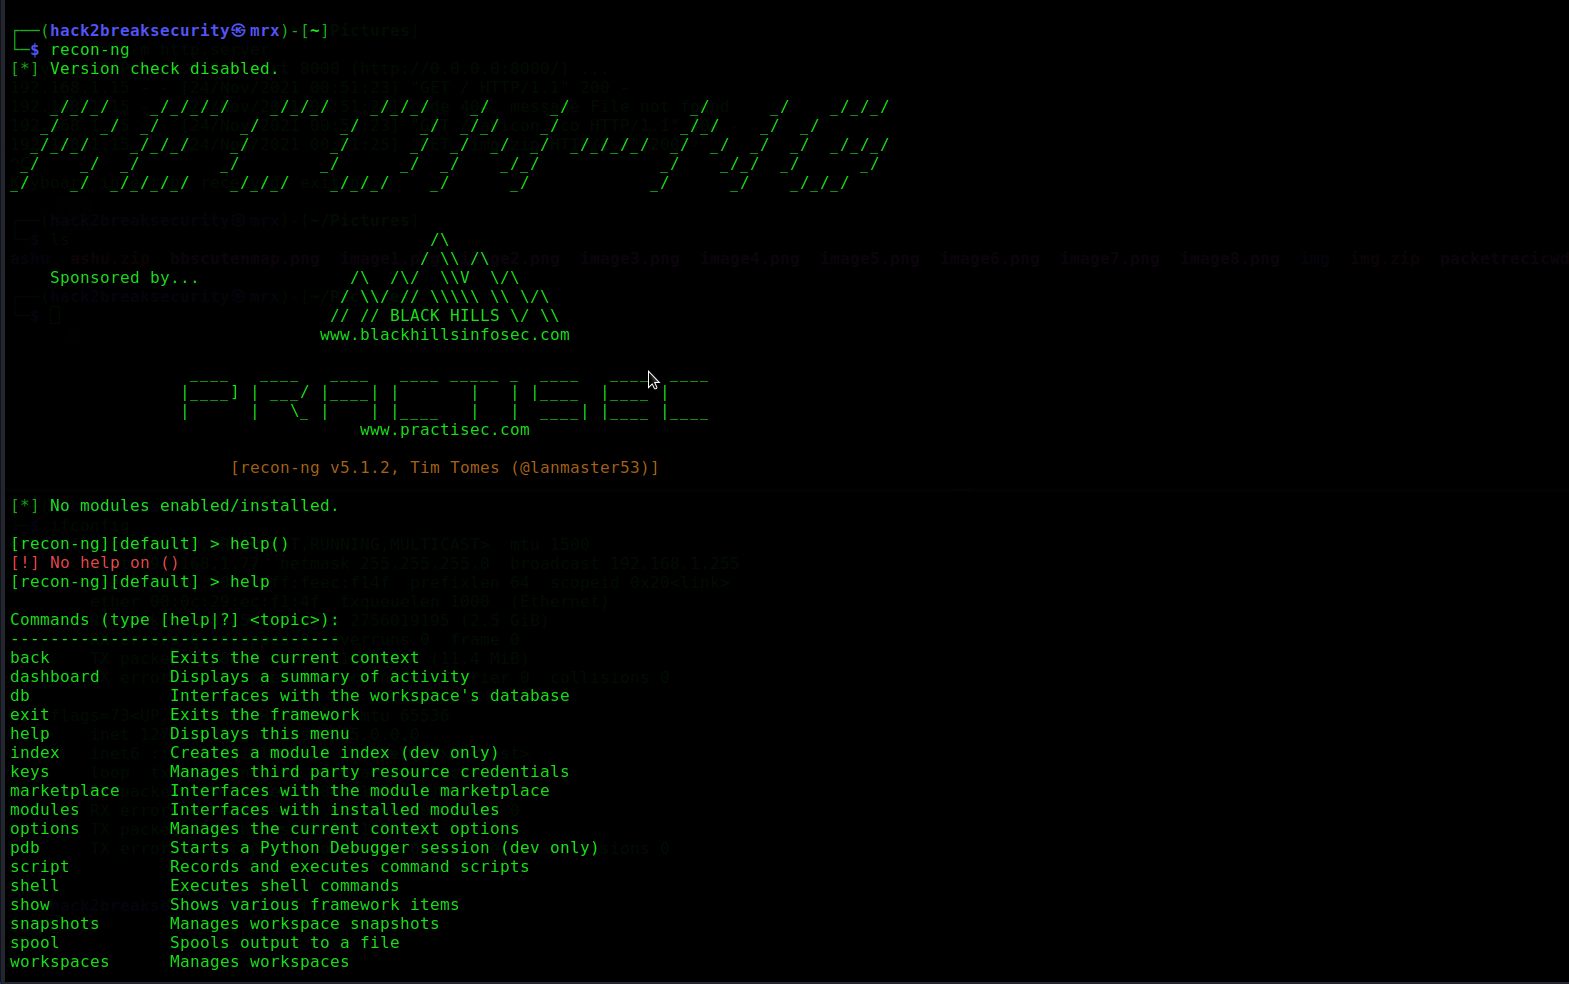 ┌──(hack2breaksecurity㉿mrx)-[~]
└─$ recon-ng
[*] Version check disabled.
RECON-NG
Sponsored by...
BLACK HILLS
www.blackhillsinfosec.com
PRACTISEC
www.practisec.com
[recon-ng v5.1.2, Tim Tomes (@lanmaster53)]
[*] No modules enabled/installed.
[recon-ng][default] > help()
[!] No help on ()
[recon-ng][default] > help
Commands (type [help|?] <topic>):
---------------------------------
back            Exits the current context
dashboard       Displays a summary of activity
db              Interfaces with the workspace's database
exit            Exits the framework
help            Displays this menu
index           Creates a module index (dev only)
keys            Manages third party resource credentials
marketplace     Interfaces with the module marketplace
modules         Interfaces with installed modules
options         Manages the current context options
pdb             Starts a Python Debugger session (dev only)
script          Records and executes command scripts
shell           Executes shell commands
show            Shows various framework items
snapshots       Manages workspace snapshots
spool           Spools output to a file
workspaces      Manages workspaces